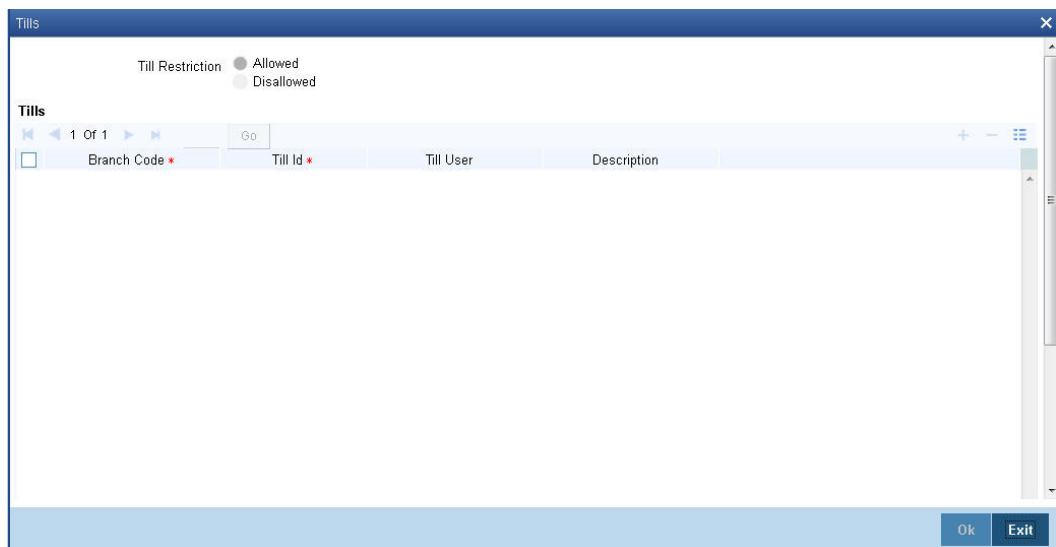 Tills
Till Restriction
Allowed
Disallowed
Tills
1 Of 1
Go
Branch Code * Till Id * Till User Description
Ok Exit